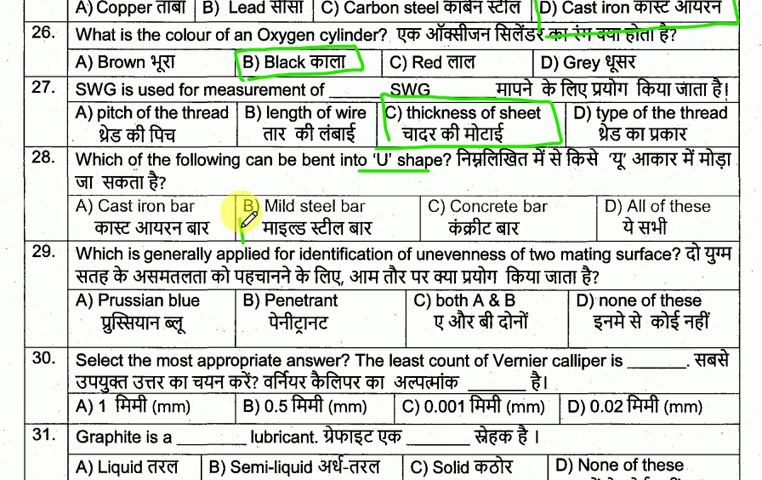 A) Copper ताँबा B) Lead सीसा C) Carbon steel कार्बन स्टील D) Cast iron कास्ट आयरन
26. What is the colour of an Oxygen cylinder? एक ऑक्सीजन सिलेंडर का रंग क्या होता है?
A) Brown भूरा B) Black काला C) Red लाल D) Grey धूसर
27. SWG is used for measurement of ______ SWG ______ मापने के लिए प्रयोग किया जाता है।
A) pitch of the thread B) length of wire C) thickness of sheet D) type of the thread
थ्रेड की पिच तार की लंबाई चादर की मोटाई थ्रेड का प्रकार
28. Which of the following can be bent into 'U' shape? निम्नलिखित में से किसे 'यू' आकार में मोड़ा
जा सकता है?
A) Cast iron bar B) Mild steel bar C) Concrete bar D) All of these
कास्ट आयरन बार माइल्ड स्टील बार कंक्रीट बार ये सभी
29. Which is generally applied for identification of unevenness of two mating surface? दो युग्म
सतह के असमतलता को पहचानने के लिए, आम तौर पर क्या प्रयोग किया जाता है?
A) Prussian blue B) Penetrant C) both A & B D) none of these
प्रुस्सियान ब्लू पेनीट्रानट ए और बी दोनों इनमे से कोई नहीं
30. Select the most appropriate answer? The least count of Vernier calliper is ______. सबसे
उपयुक्त उत्तर का चयन करें? वर्नियर कैलिपर का अल्पत्मांक ______ है।
A) 1 मिमी (mm) B) 0.5 मिमी (mm) C) 0.001 मिमी (mm) D) 0.02 मिमी (mm)
31. Graphite is a _______ lubricant. ग्रेफाइट एक _______ स्नेहक है ।
A) Liquid तरल B) Semi-liquid अर्ध-तरल C) Solid कठोर D) None of these